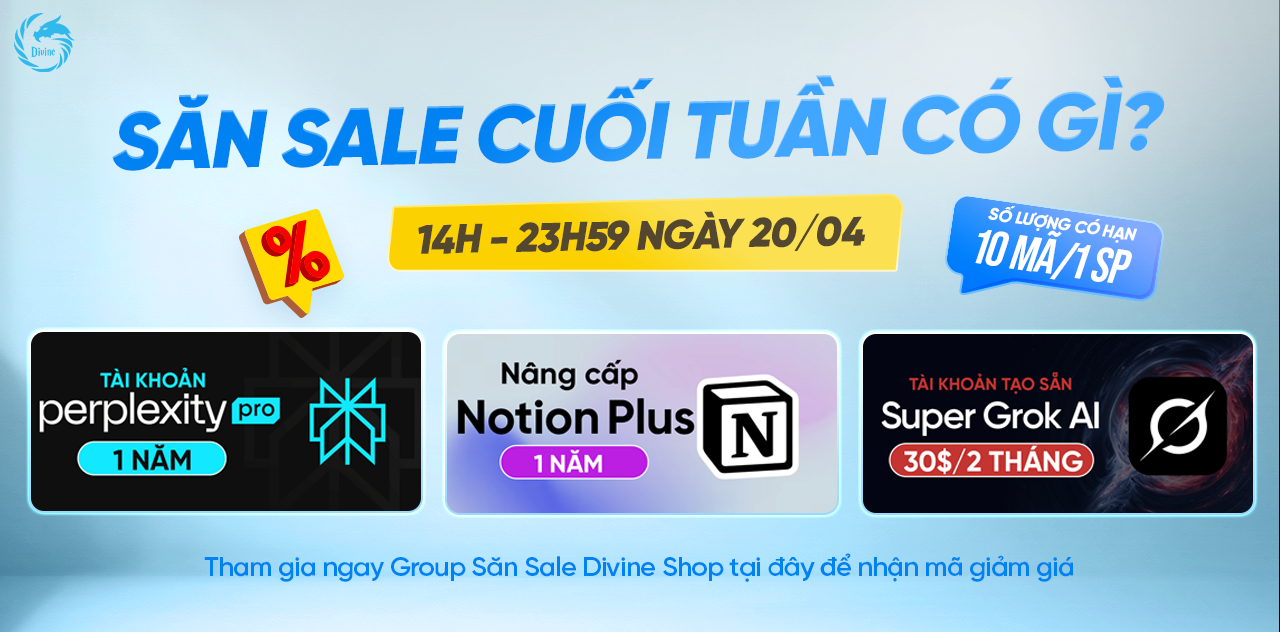 Divine
SĂN SALE CUỐI TUẦN CÓ GÌ?
%
14H - 23H59 NGÀY 20/04
SỐ LƯỢNG CÓ HẠN
10 MÃ/1 SP
TÀI KHOẢN
perplexity pro
1 NĂM
Nâng cấp
Notion Plus
1 NĂM
N
TÀI KHOẢN TẠO SẴN
Super Grok AI
30$/2 THÁNG
Tham gia ngay Group Săn Sale Divine Shop tại đây để nhận mã giảm giá